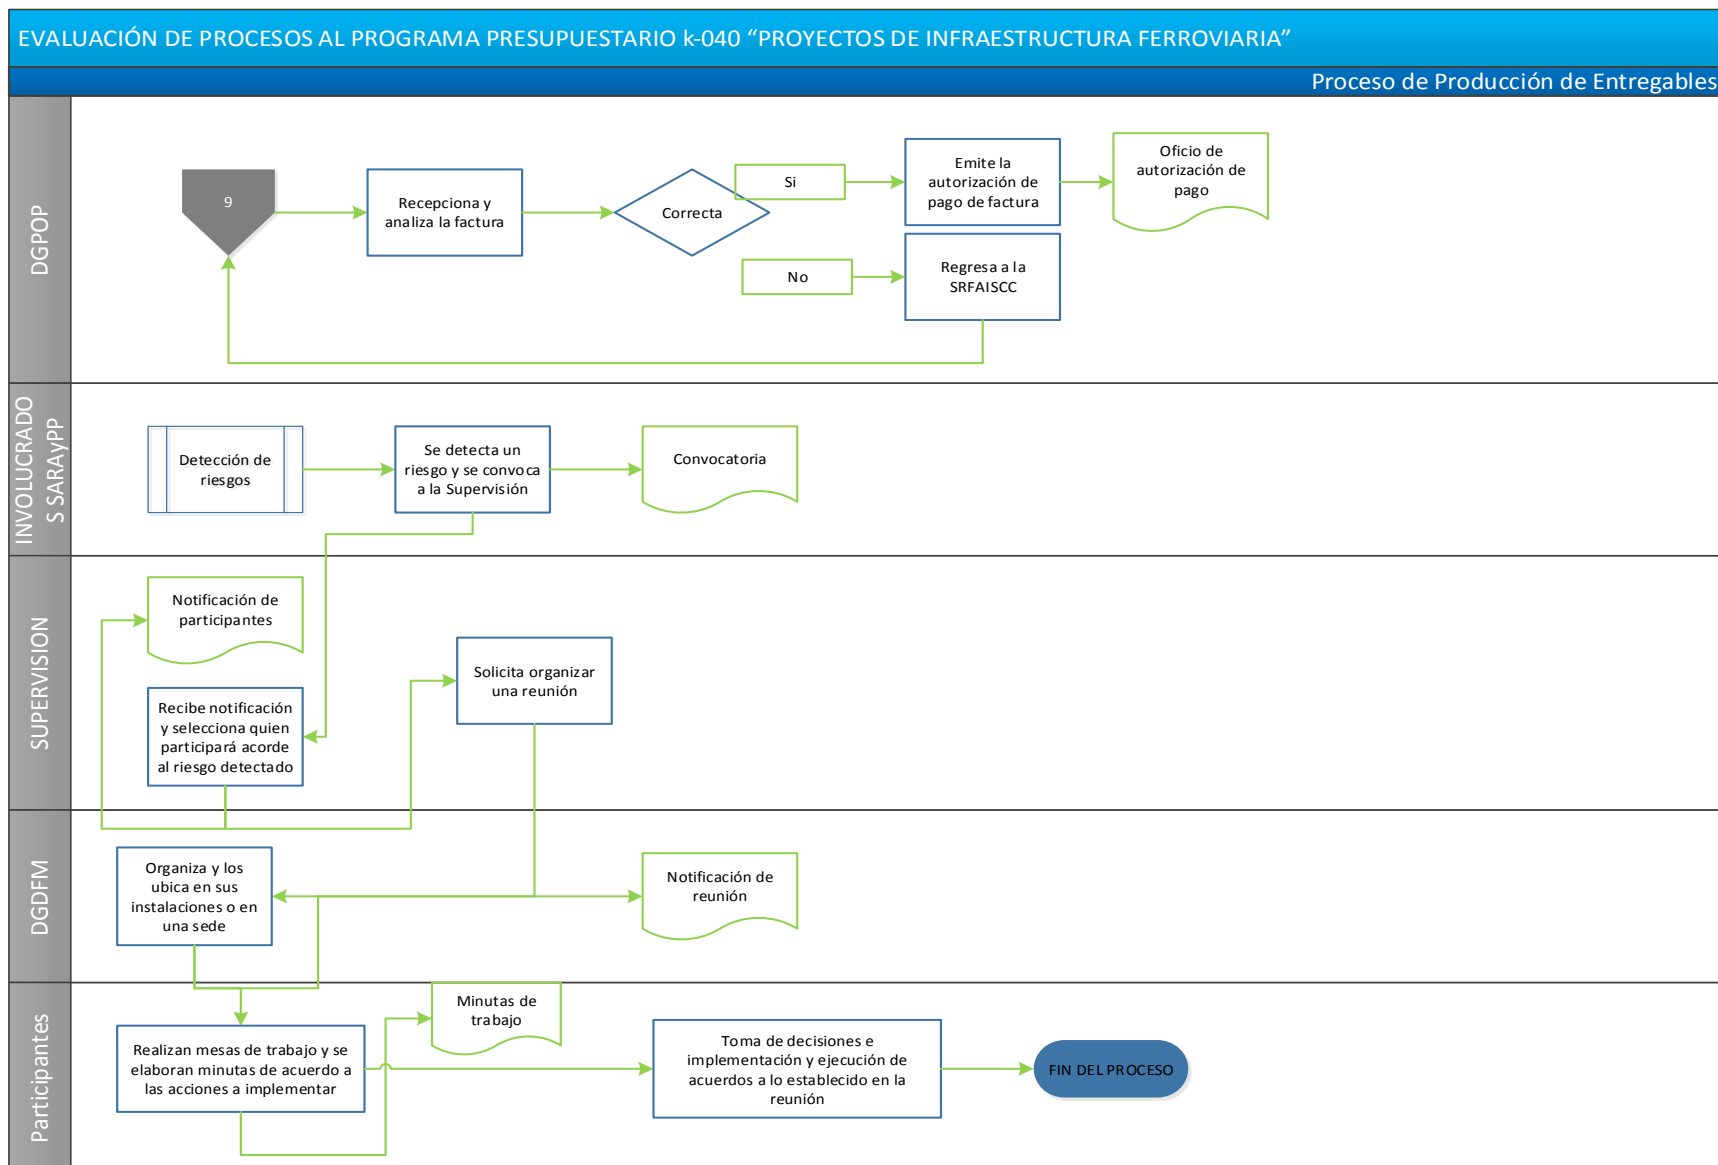 EVALUACIÓN DE PROCESOS AL PROGRAMA PRESUPUESTARIO k-040 “PROYECTOS DE INFRAESTRUCTURA FERROVIARIA”
Proceso de Producción de Entregables
DGPOP
9
Recepciona y
analiza la factura
Correcta
Si
Emite la
autorización de
pago de factura
Oficio de
autorización de
pago
No
Regresa a la
SRFAISCC
INVOLUCRADO
S SARAyPP
Detección de
riesgos
Se detecta un
riesgo y se convoca
a la Supervisión
Convocatoria
SUPERVISION
Notificación de
participantes
Solicita organizar
una reunión
Recibe notificación
y selecciona quien
participará acorde
al riesgo detectado
DGDFM
Organiza y los
ubica en sus
instalaciones o en
una sede
Notificación de
reunión
Participantes
Minutas de
trabajo
Realizan mesas de trabajo y se
elaboran minutas de acuerdo a
las acciones a implementar
Toma de decisiones e
implementación y ejecución de
acuerdos a lo establecido en la
reunión
FIN DEL PROCESO